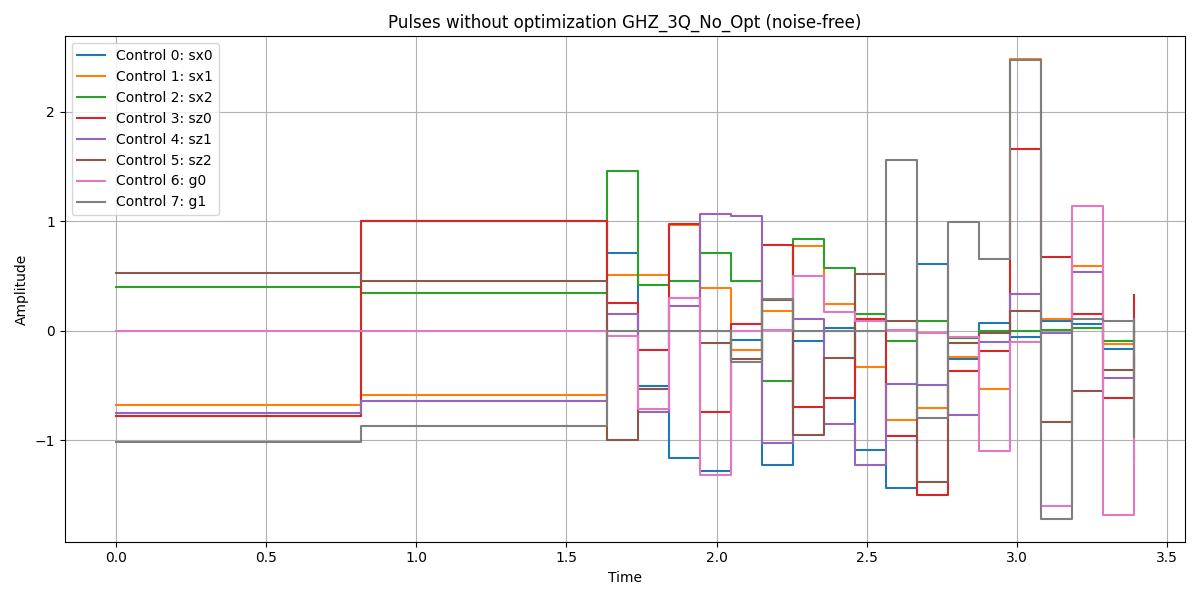 Pulses without optimization GHZ_3Q_No_Opt (noise-free)
Control 0: sx0
Control 1: sx1
Control 2: sx2
Control 3: sz0
Control 4: sz1
Control 5: sz2
Control 6: g0
Control 7: g1
Amplitude
2
1
0
−1
0.0 0.5 1.0 1.5 2.0 2.5 3.0 3.5
Time